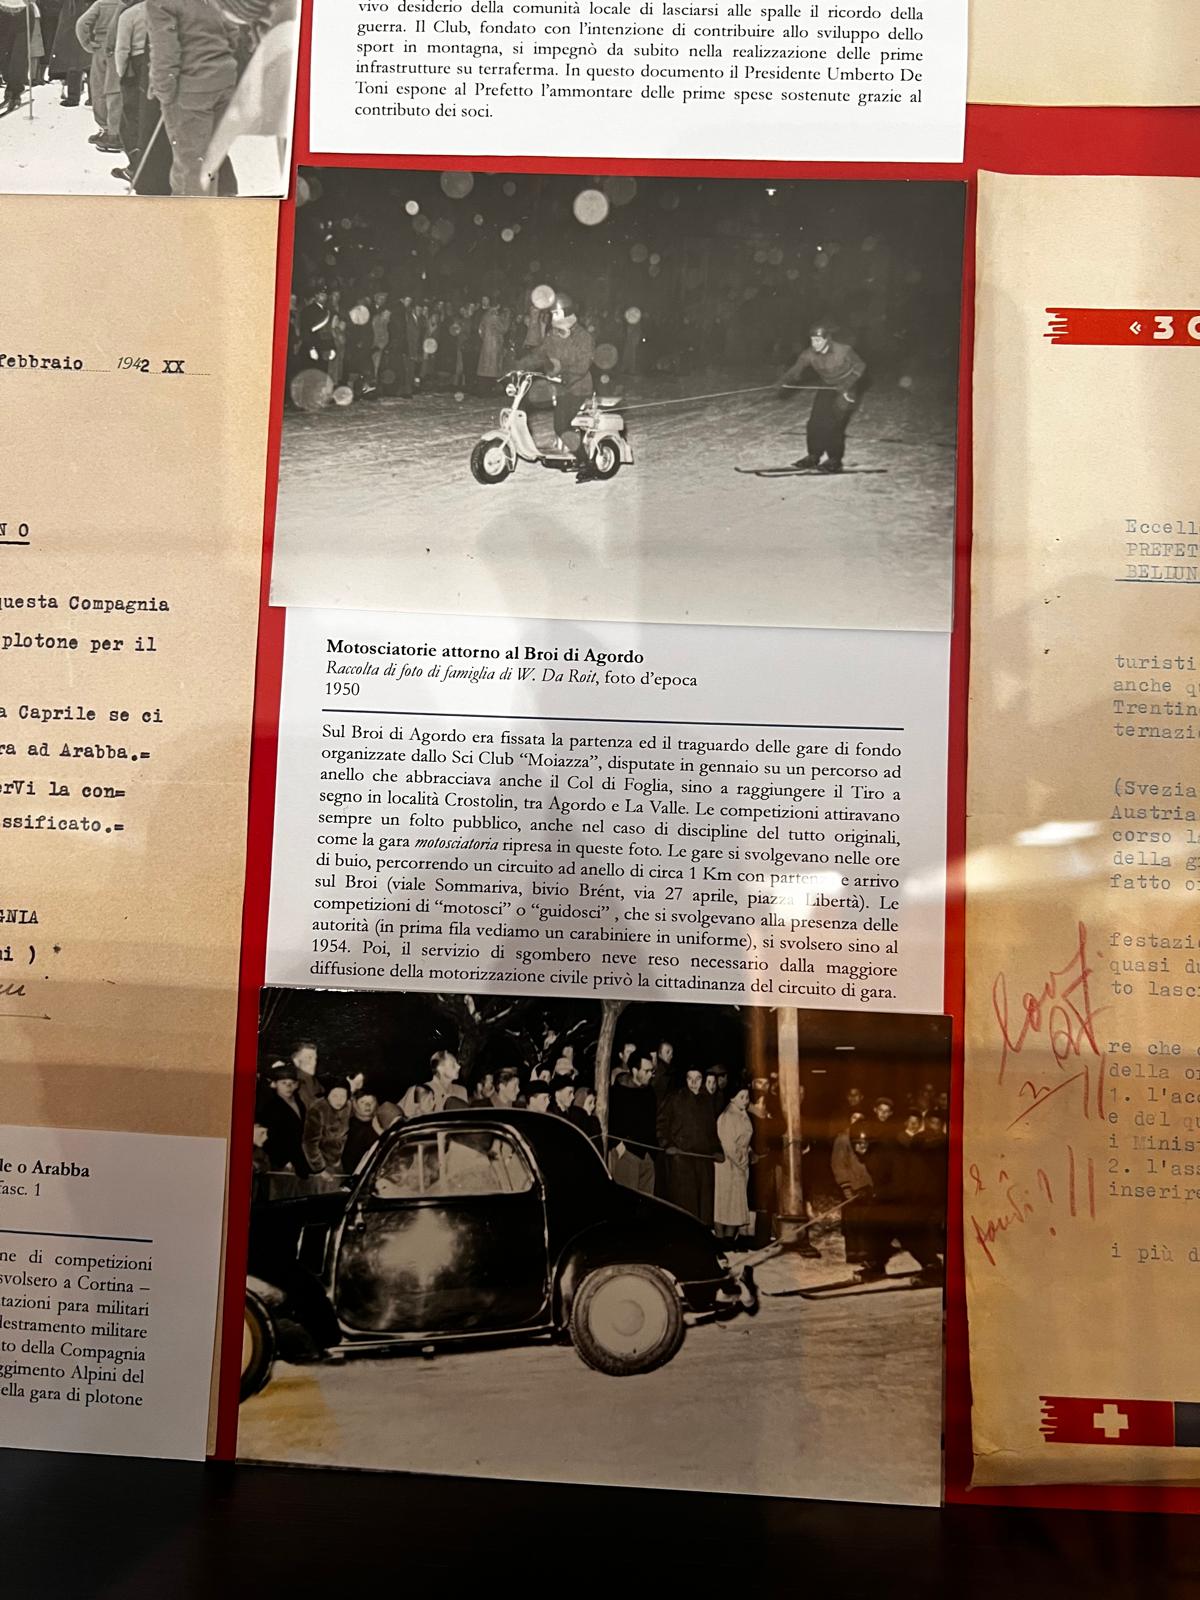 vivo desiderio della comunità locale di lasciarsi alle spalle il ricordo della
guerra. Il Club, fondato con l'intenzione di contribuire allo sviluppo dello
sport in montagna, si impegnò da subito nella realizzazione delle prime
infrastrutture su terraferma. In questo documento il Presidente Umberto De
Toni espone al Prefetto l'ammontare delle prime spese sostenute grazie al
contributo dei soci.
febbraio 1942 XX
N O
questa Compagnia
plotone per il
a Caprile se ci
ra ad Arabba.=
erVi la con=
ssificato.=
GNIA
ni )
le o Arabba
fasc. 1
ne di competizioni
svolsero a Cortina –
tazioni para militari
destramento militare
to della Compagnia
ggimento Alpini del
ella gara di plotone
Motosciatorie attorno al Broi di Agordo
Raccolta di foto di famiglia di W. Da Roit, foto d'epoca
1950
Sul Broi di Agordo era fissata la partenza ed il traguardo delle gare di fondo
organizzate dallo Sci Club “Moiazza”, disputate in gennaio su un percorso ad
anello che abbracciava anche il Col di Foglia, sino a raggiungere il Tiro a
segno in località Crostolin, tra Agordo e La Valle. Le competizioni attiravano
sempre un folto pubblico, anche nel caso di discipline del tutto originali,
come la gara motosciatoria ripresa in queste foto. Le gare si svolgevano nelle ore
di buio, percorrendo un circuito ad anello di circa 1 Km con partenza e arrivo
sul Broi (viale Sommariva, bivio Brént, via 27 aprile, piazza Libertà). Le
competizioni di “motosci” o “guidosci” , che si svolgevano alla presenza delle
autorità (in prima fila vediamo un carabiniere in uniforme), si svolsero sino al
1954. Poi, il servizio di sgombero neve reso necessario dalla maggiore
diffusione della motorizzazione civile privò la cittadinanza del circuito di gara.
« 3
Eccell
PREFET
BELLUN
turisti
anche q
Trentin
ternazi
(Svezia
Austria
corso l
della g
fatto o
festazi
quasi d
to lasc
re che
della o
1. l'acc
e del q
i Minist
2. l'ass
inserire
i più d